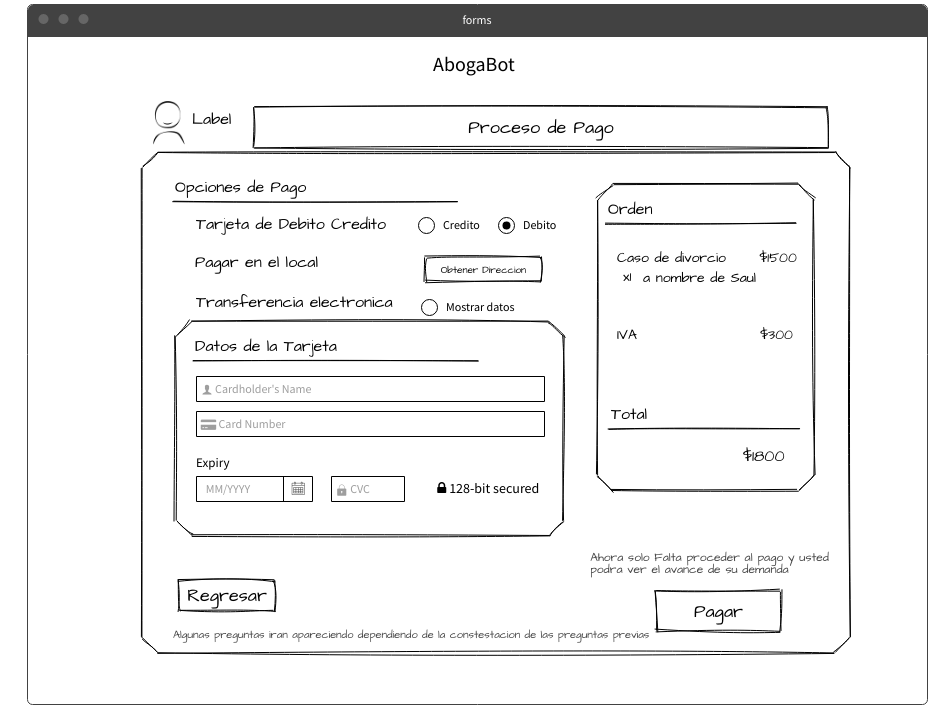 forms
AbogaBot
Label
Proceso de Pago
Opciones de Pago
Tarjeta de Debito Credito
Credito
Debito
Pagar en el local
Obtener Direccion
Transferencia electronica
Mostrar datos
Datos de la Tarjeta
Cardholder's Name
Card Number
Expiry
MM/YYYY
CVC
128-bit secured
Orden
Caso de divorcio $1500
x1 a nombre de Saul
IVA $300
Total
$1800
Ahora solo Falta proceder al pago y usted
podra ver el avance de su demanda
Regresar
Pagar
Algunas preguntas iran apareciendo dependiendo de la constestacion de las preguntas previas